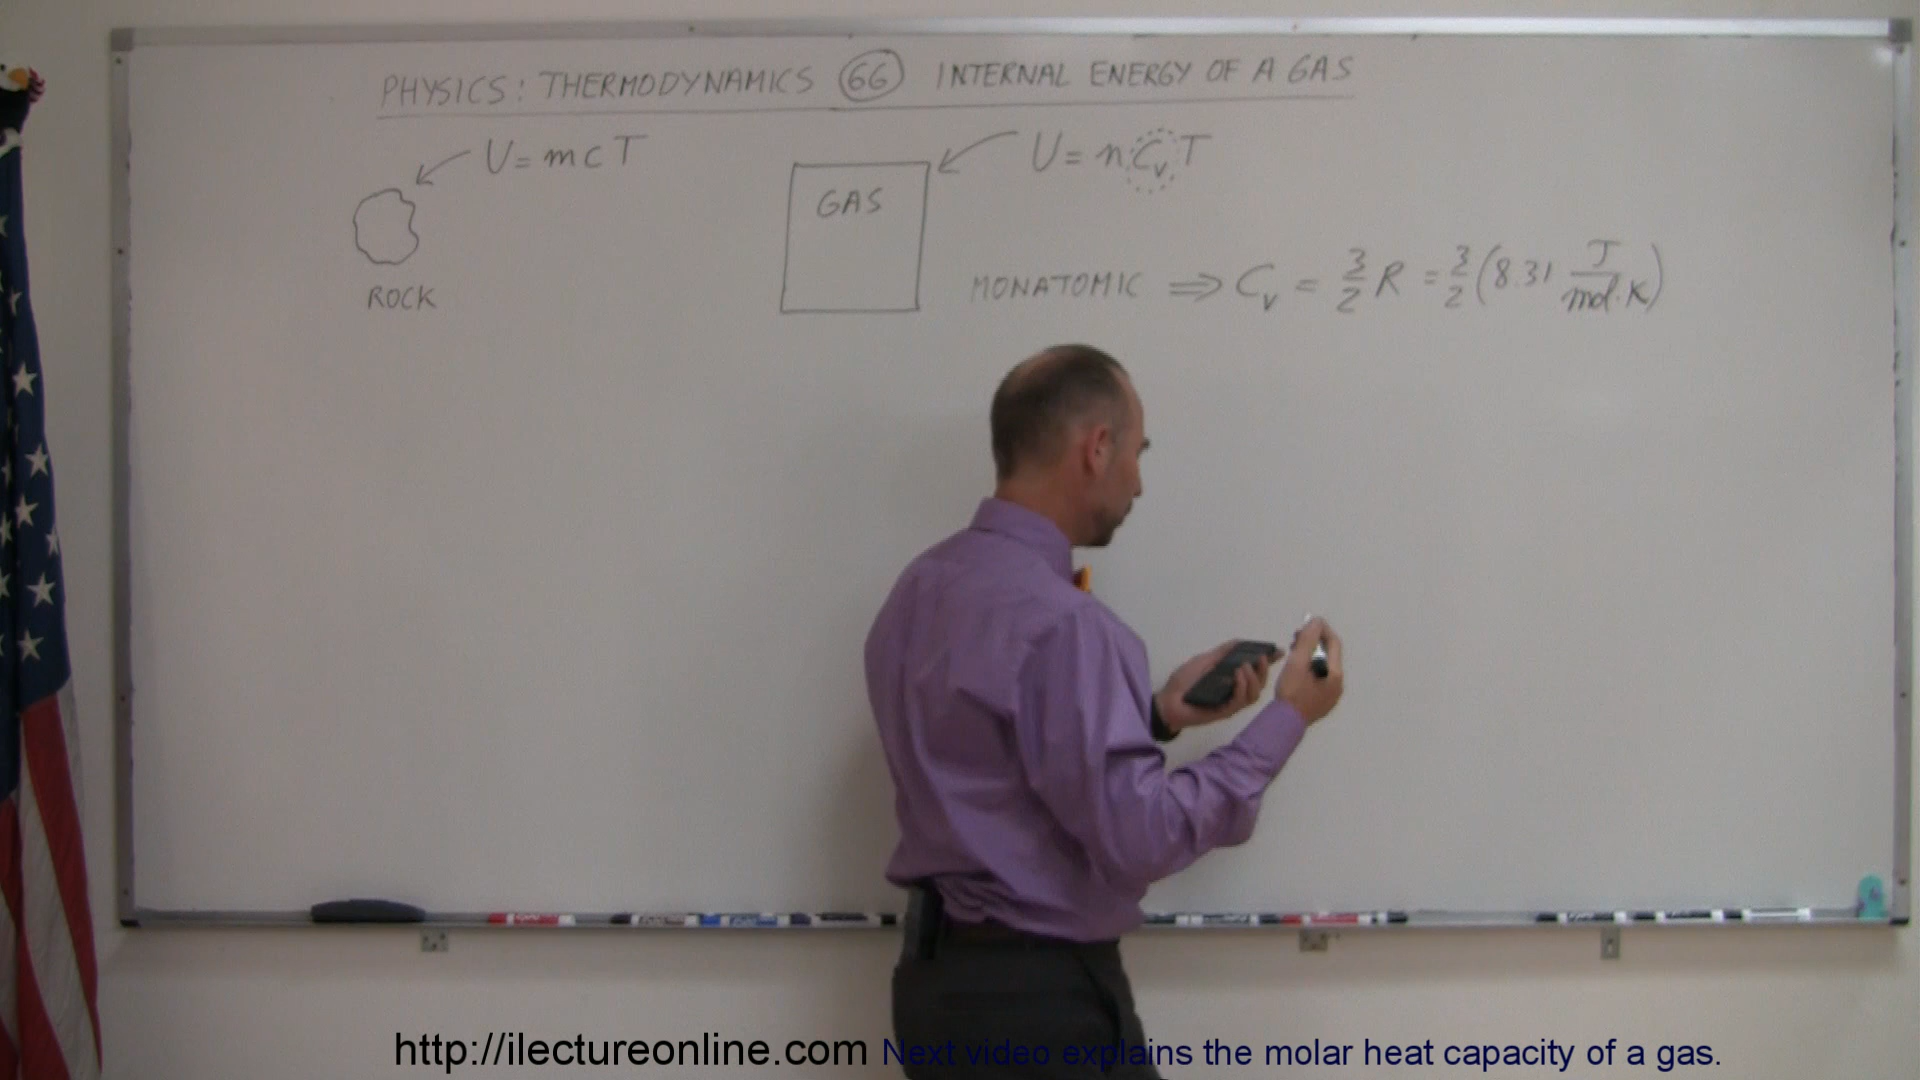 PHYSICS: THERMODYNAMICS 66 INTERNAL ENERGY OF A GAS
U = mcT
U = nCᵥT
GAS
ROCK
MONATOMIC ⇒ Cᵥ = 3/2 R = 3/2 (8.31 J/mol·K)
http://ilectureonline.com Next video explains the molar heat capacity of a gas.